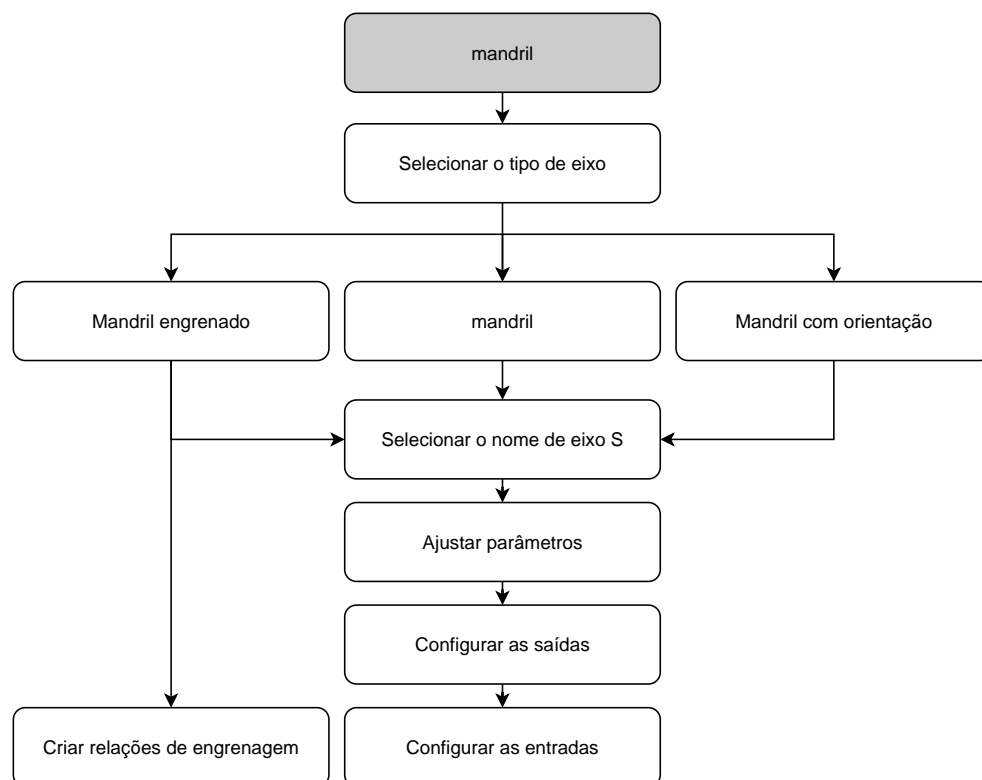 mandril
Selecionar o tipo de eixo
Mandril engrenado
mandril
Mandril com orientação
Selecionar o nome de eixo S
Ajustar parâmetros
Configurar as saídas
Criar relações de engrenagem
Configurar as entradas